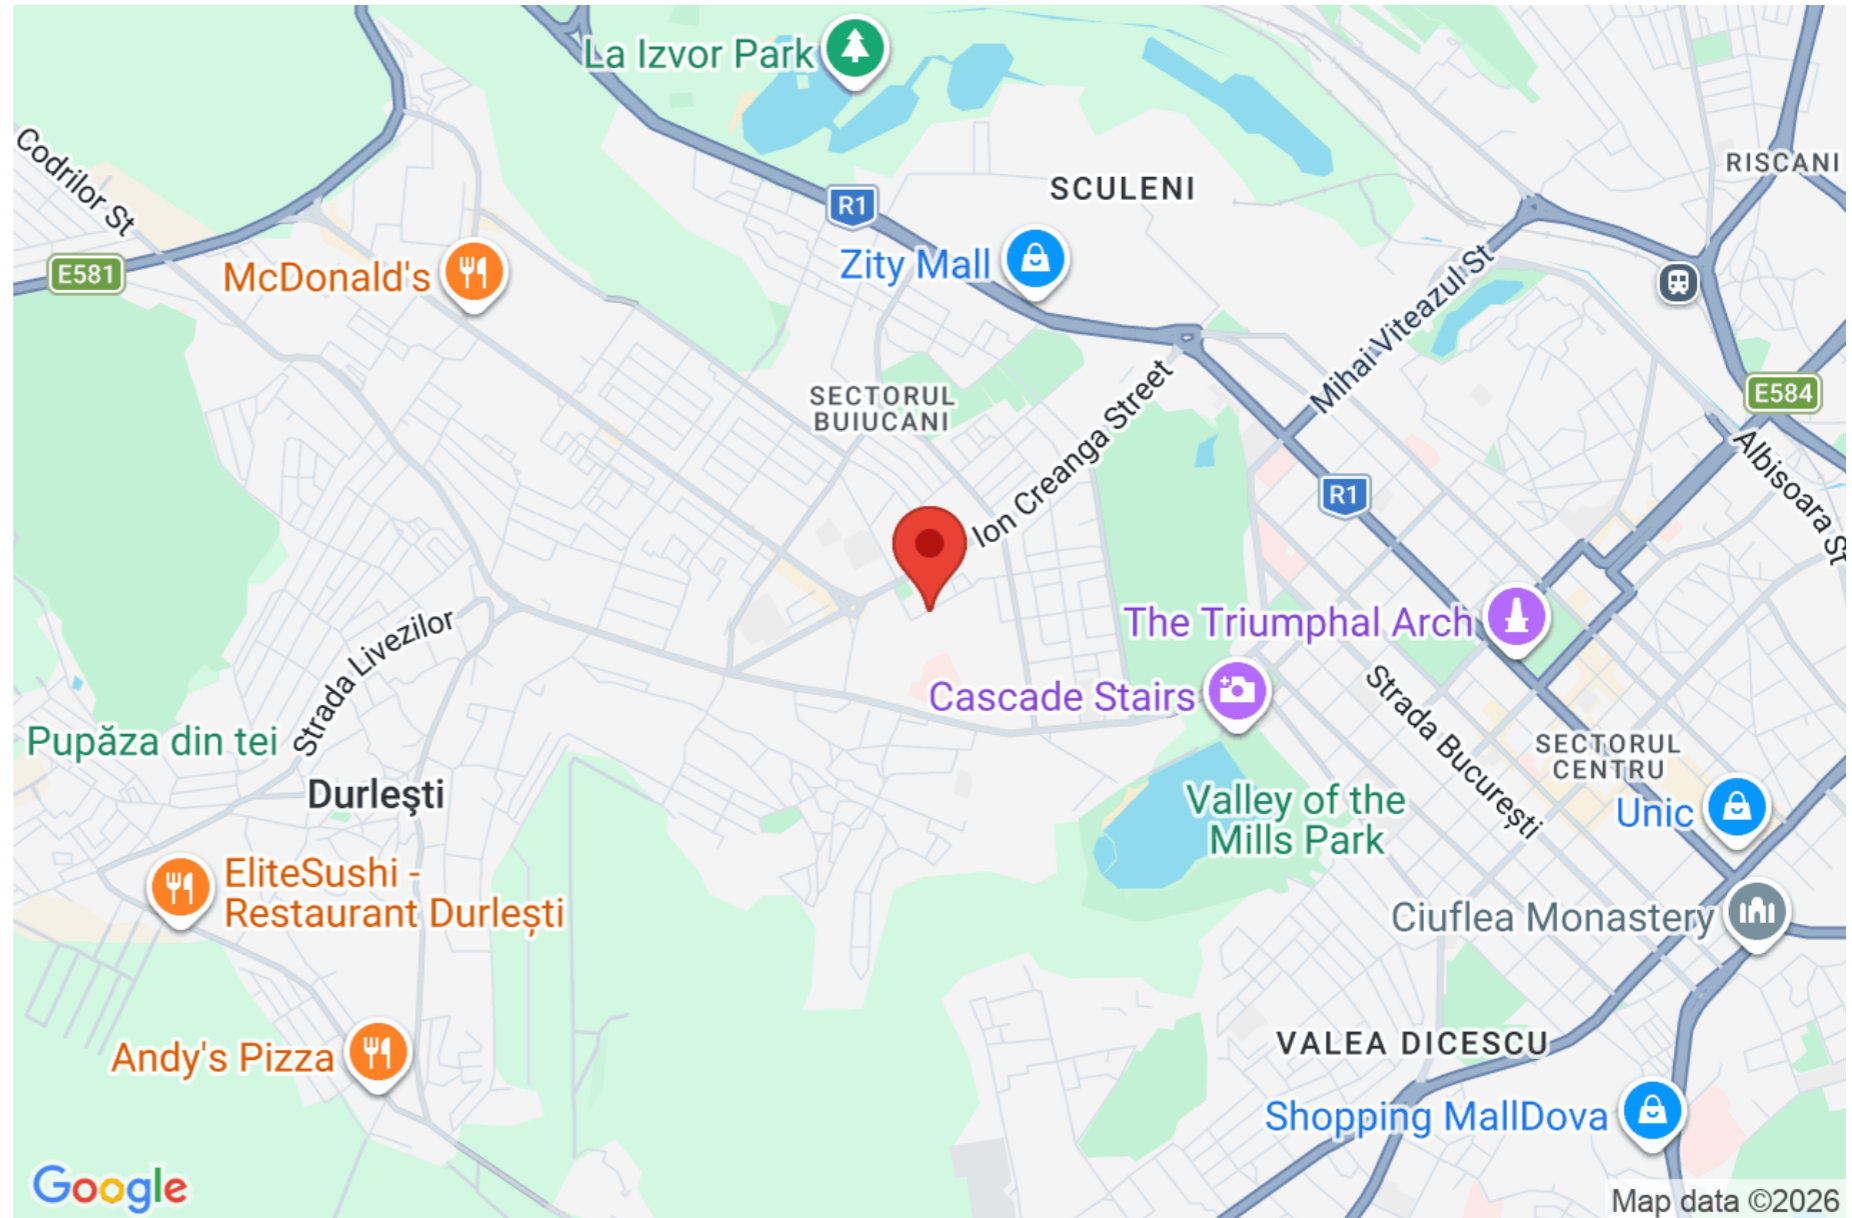 La Izvor Park
Codrilor St
RISCANI
SCULENI
R1
Zity Mall
E581
McDonald's
Mihai Viteazul St
SECTORUL
BUIUCANI
E584
Ion Creanga Street
Albisoara St
R1
The Triumphal Arch
Strada Livezilor
Cascade Stairs
Strada București
Pupăza din tei
SECTORUL
CENTRU
Durleşti
Valley of the
Mills Park
Unic
EliteSushi -
Restaurant Durlești
Ciuflea Monastery
VALEA DICESCU
Andy's Pizza
Shopping MallDova
Google
Map data ©2026